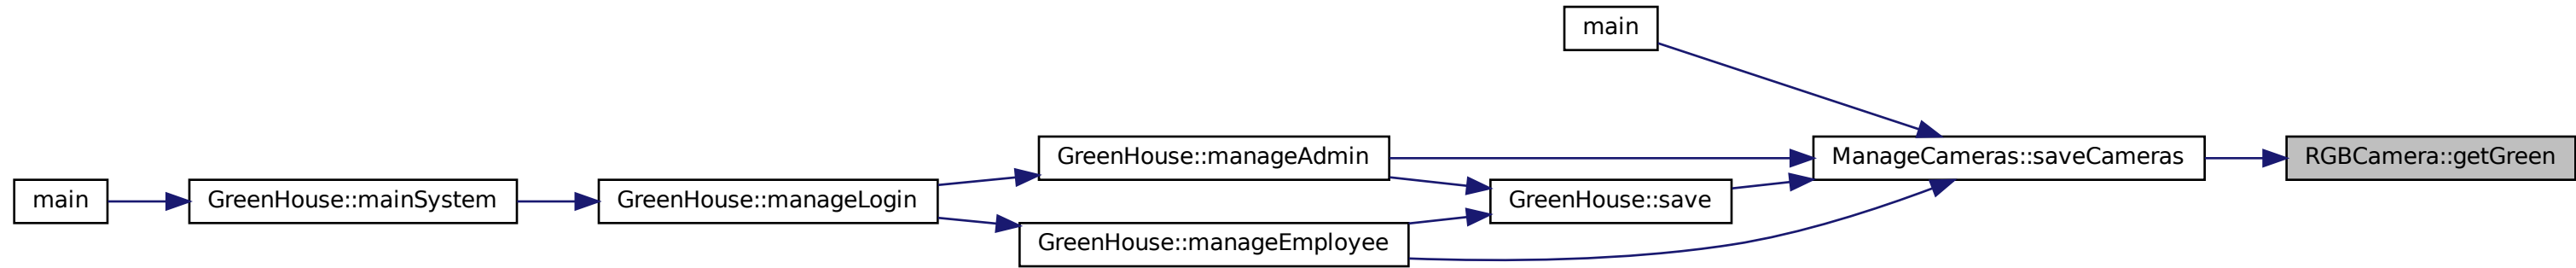 main
GreenHouse::manageAdmin
ManageCameras::saveCameras
RGBCamera::getGreen
main
GreenHouse::mainSystem
GreenHouse::manageLogin
GreenHouse::save
GreenHouse::manageEmployee